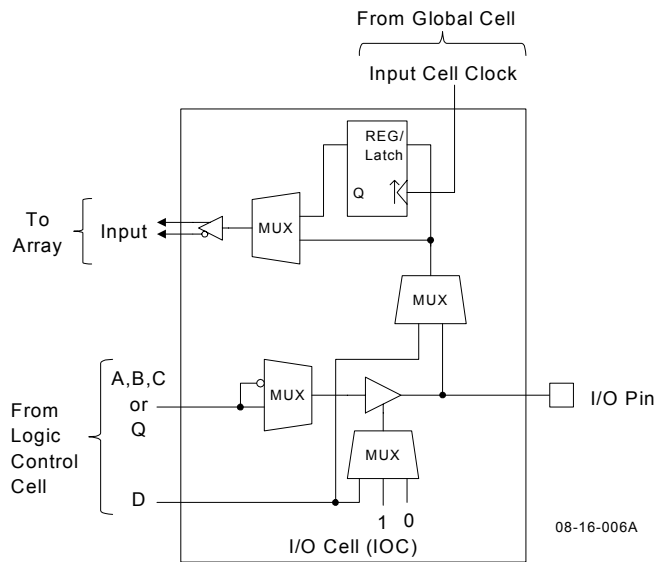 From Global Cell
Input Cell Clock
REG/
Latch
Q
To
Array
Input
MUX
MUX
A,B,C
or
Q
MUX
I/O Pin
From
Logic
Control
Cell
MUX
D
1 0
08-16-006A
I/O Cell (IOC)